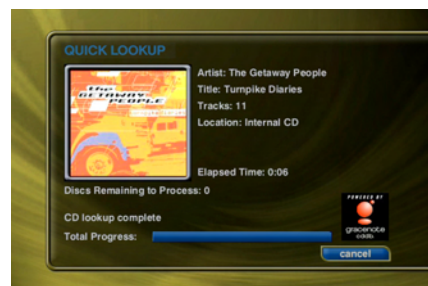 QUICK LOOKUP
the
GETAWAY
PEOPLE
Artist: The Getaway People
Title: Turnpike Diaries
Tracks: 11
Location: Internal CD
Elapsed Time: 0:06
Discs Remaining to Process: 0
CD lookup complete
Total Progress:
POWERED BY
gracenote
cddb
cancel